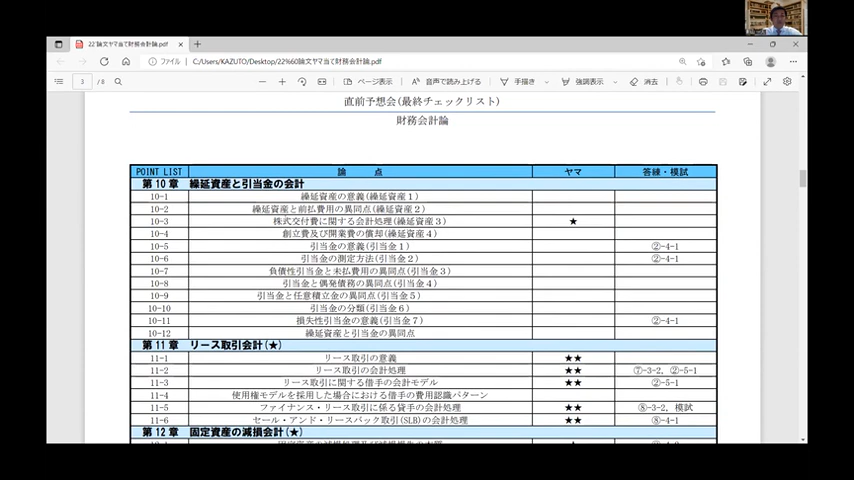 22'論文ヤマ当て財務会計論.pdf
ファイル | C:/Users/KAZUTO/Desktop/22%60論文ヤマ当て財務会計論.pdf
3 / 8 ページ表示 音声で読み上げる 手書き 強調表示 消去
直前予想会(最終チェックリスト)
財務会計論
POINT LIST 論 点 ヤマ 答練・模試
第10章 繰延資産と引当金の会計
10-1 繰延資産の意義(繰延資産1)
10-2 繰延資産と前払費用の異同点(繰延資産2)
10-3 株式交付費に関する会計処理(繰延資産3) ★
10-4 創立費及び開業費の償却(繰延資産4)
10-5 引当金の意義(引当金1) ②-4-1
10-6 引当金の測定方法(引当金2) ②-4-1
10-7 負債性引当金と未払費用の異同点(引当金3)
10-8 引当金と偶発債務の異同点(引当金4)
10-9 引当金と任意積立金の異同点(引当金5)
10-10 引当金の分類(引当金6)
10-11 損失性引当金の意義(引当金7) ②-4-1
10-12 繰延資産と引当金の異同点
第11章 リース取引会計(★)
11-1 リース取引の意義 ★★
11-2 リース取引の会計処理 ★★ ⑦-3-2, ②-5-1
11-3 リース取引に関する借手の会計モデル ★★ ②-5-1
11-4 使用権モデルを採用した場合における借手の費用認識パターン
11-5 ファイナンス・リース取引に係る貸手の会計処理 ★★ ⑧-3-2, 模試
11-6 セール・アンド・リースバック取引(SLB)の会計処理 ★★ ⑧-4-1
第12章 固定資産の減損会計(★)